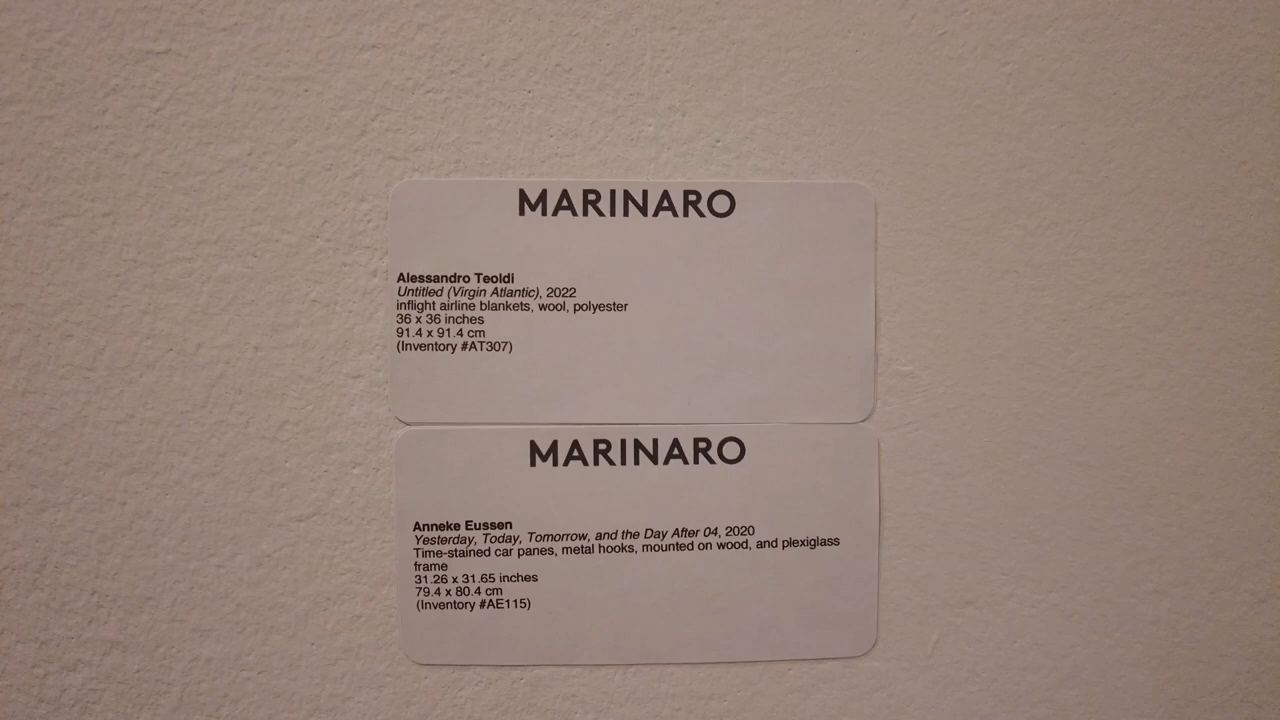 MARINARO
Alessandro Teoldi
Untitled (Virgin Atlantic), 2022
inflight airline blankets, wool, polyester
36 x 36 inches
91.4 x 91.4 cm
(Inventory #AT307)
MARINARO
Anneke Eussen
Yesterday, Today, Tomorrow, and the Day After 04, 2020
Time-stained car panes, metal hooks, mounted on wood, and plexiglass
frame
31.26 x 31.65 inches
79.4 x 80.4 cm
(Inventory #AE115)